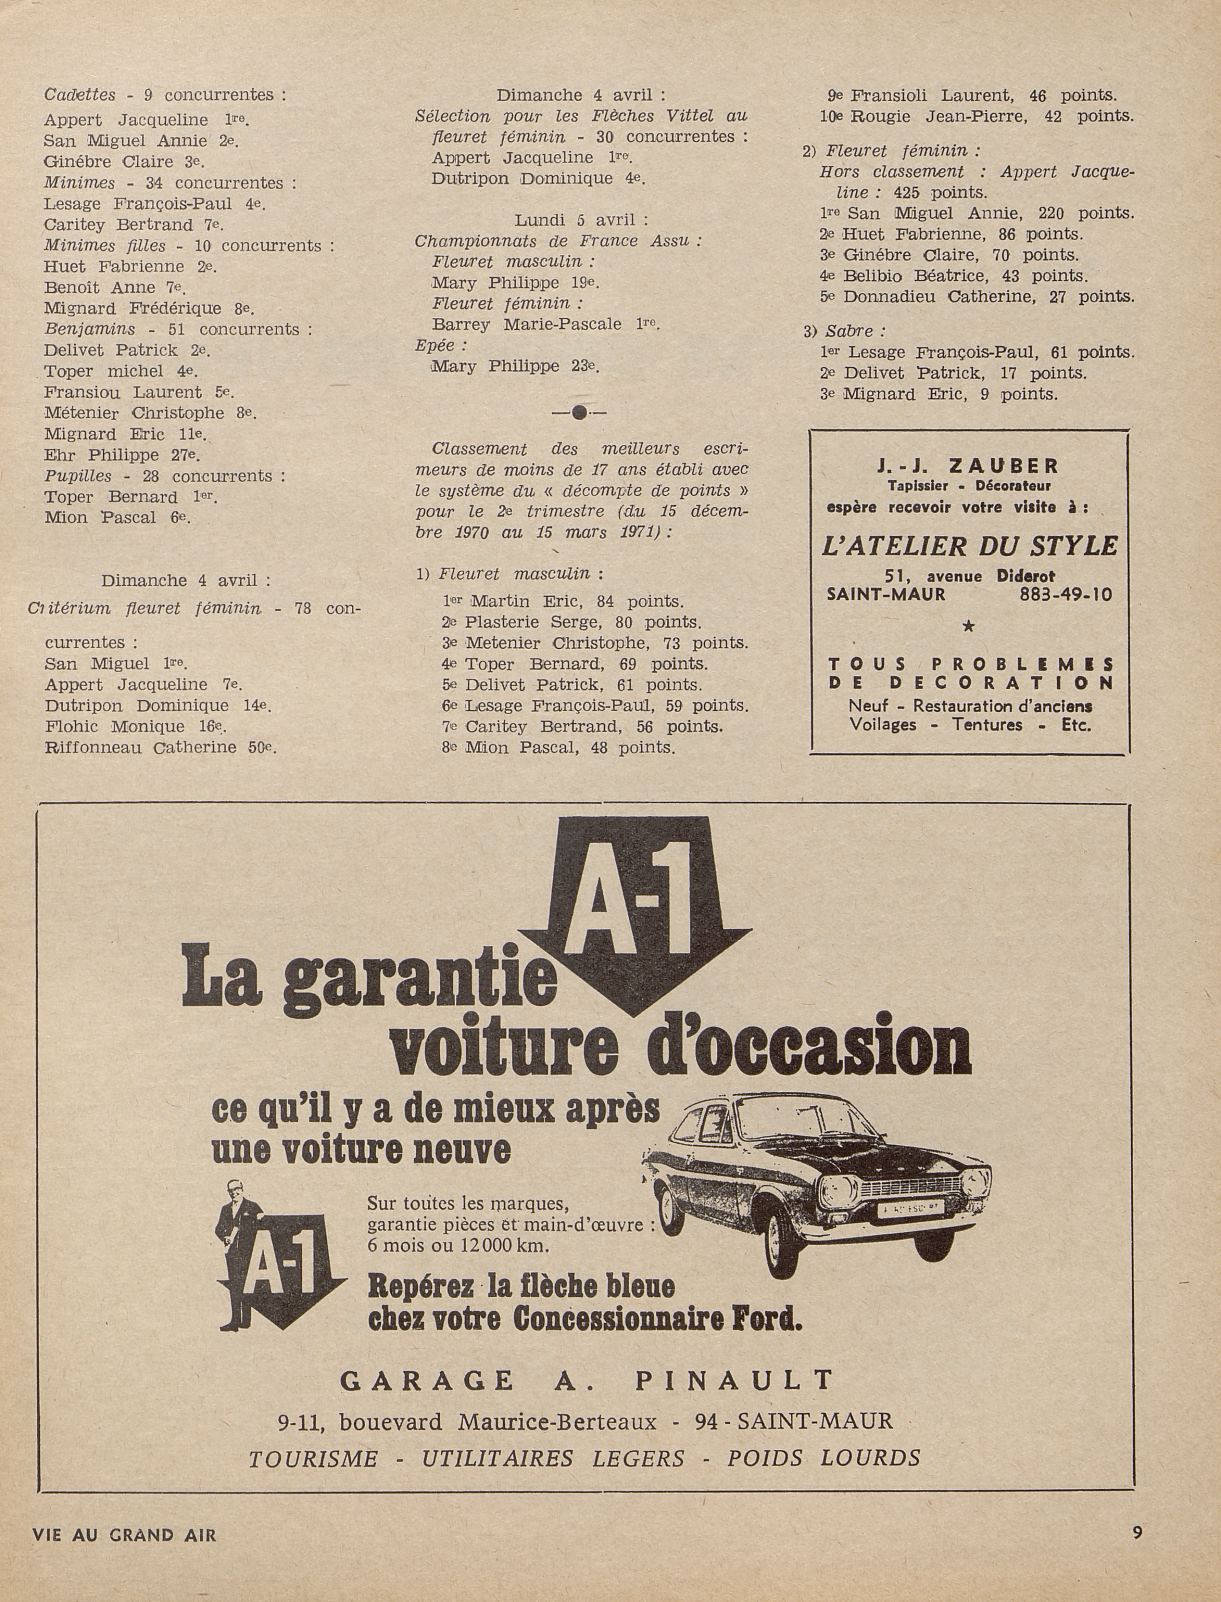 Cadettes - 9 concurrentes :
Appert Jacqueline 1re.
San Miguel Annie 2e.
Ginébre Claire 3e.
Minimes - 34 concurrentes :
Lesage François-Paul 4e.
Caritey Bertrand 7e.
Minimes filles - 10 concurrents :
Huet Fabrienne 2e.
Benoît Anne 7e.
Mignard Frédérique 8e.
Benjamins - 51 concurrents :
Delivet Patrick 2e.
Toper michel 4e.
Fransiou Laurent 5e.
Métenier Christophe 8e.
Mignard Eric 11e.
Ehr Philippe 27e.
Pupilles - 28 concurrents :
Toper Bernard 1er.
Mion Pascal 6e.
Dimanche 4 avril :
Critérium fleuret féminin - 78 con-
currentes :
San Miguel 1re.
Appert Jacqueline 7e.
Dutripon Dominique 14e.
Flohic Monique 16e.
Riffonneau Catherine 50e.
Dimanche 4 avril :
Sélection pour les Flèches Vittel au
fleuret féminin - 30 concurrentes :
Appert Jacqueline 1re.
Dutripon Dominique 4e.
Lundi 5 avril :
Championnats de France Assu :
Fleuret masculin :
Mary Philippe 19e.
Fleuret féminin :
Barrey Marie-Pascale 1re.
Epée :
Mary Philippe 23e.
Classement des meilleurs escri-
meurs de moins de 17 ans établi avec
le système du « décompte de points »
pour le 2e trimestre (du 15 décem-
bre 1970 au 15 mars 1971) :
1) Fleuret masculin :
1er Martin Eric, 84 points.
2e Plasterie Serge, 80 points.
3e Metenier Christophe, 73 points.
4e Toper Bernard, 69 points.
5e Delivet Patrick, 61 points.
6e Lesage François-Paul, 59 points.
7e Caritey Bertrand, 56 points.
8e Mion Pascal, 48 points.
9e Fransioli Laurent, 46 points.
10e Rougie Jean-Pierre, 42 points.
2) Fleuret féminin :
Hors classement : Appert Jacque-
line : 425 points.
1re San Miguel Annie, 220 points.
2e Huet Fabrienne, 86 points.
3e Ginébre Claire, 70 points.
4e Belibio Béatrice, 43 points.
5e Donnadieu Catherine, 27 points.
3) Sabre :
1er Lesage François-Paul, 61 points.
2e Delivet Patrick, 17 points.
3e Mignard Eric, 9 points.
J.-J. ZAUBER
Tapissier - Décorateur
espère recevoir votre visite à :
L'ATELIER DU STYLE
51, avenue Diderot
SAINT-MAUR 883-49-10
TOUS PROBLEMES
DE DECORATION
Neuf - Restauration d'anciens
Voilages - Tentures - Etc.
A-1
La garantie
voiture d'occasion
ce qu'il y a de mieux après
une voiture neuve
Sur toutes les marques,
garantie pièces et main-d'œuvre :
6 mois ou 12 000 km.
A-1
Repérez la flèche bleue
chez votre Concessionnaire Ford.
GARAGE A. PINAULT
9-11, bouevard Maurice-Berteaux - 94 - SAINT-MAUR
TOURISME - UTILITAIRES LEGERS - POIDS LOURDS
VIE AU GRAND AIR
9